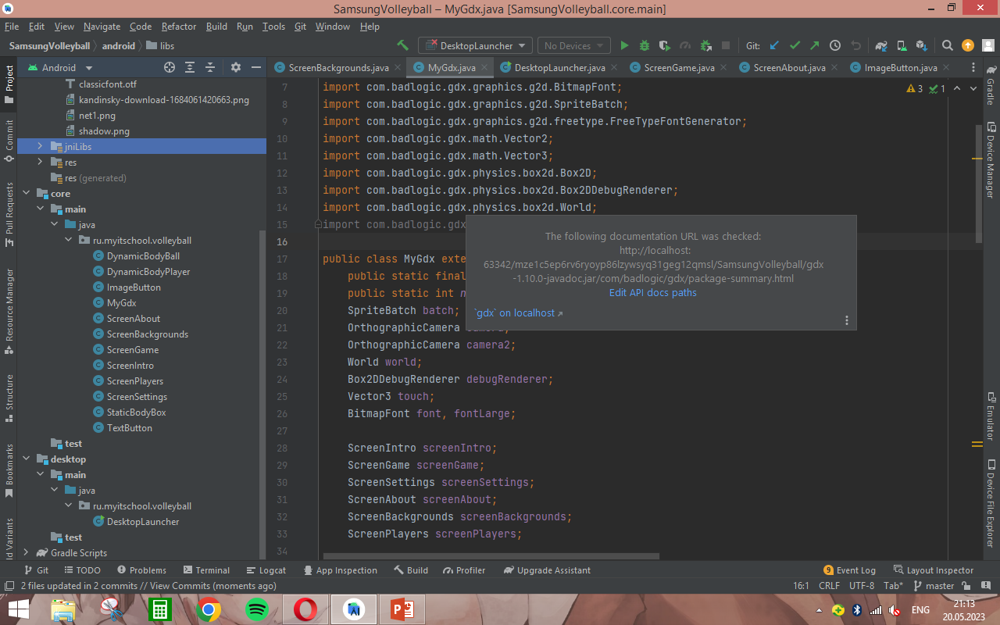 SamsungVolleyball – MyGdx.java [SamsungVolleyball.core.main]
File Edit View Navigate Code Refactor Build Run Tools Git Window Help
SamsungVolleyball android libs
DesktopLauncher
No Devices
Git:
Android
ScreenBackgrounds.java
MyGdx.java
DesktopLauncher.java
ScreenGame.java
ScreenAbout.java
ImageButton.java
Project
Commit
Pull Requests
Resource Manager
Structure
Bookmarks
ld Variants
classicfont.otf
kandinsky-download-1684061420663.png
net1.png
shadow.png
jniLibs
res
res (generated)
core
main
java
ru.myitschool.volleyball
DynamicBodyBall
DynamicBodyPlayer
ImageButton
MyGdx
ScreenAbout
ScreenBackgrounds
ScreenGame
ScreenIntro
ScreenPlayers
ScreenSettings
StaticBodyBox
TextButton
test
desktop
main
java
ru.myitschool.volleyball
DesktopLauncher
test
Gradle Scripts
3 1
7 import com.badlogic.gdx.graphics.g2d.BitmapFont;
8 import com.badlogic.gdx.graphics.g2d.SpriteBatch;
9 import com.badlogic.gdx.graphics.g2d.freetype.FreeTypeFontGenerator;
10 import com.badlogic.gdx.math.Vector2;
11 import com.badlogic.gdx.math.Vector3;
12 import com.badlogic.gdx.physics.box2d.Box2D;
13 import com.badlogic.gdx.physics.box2d.Box2DDebugRenderer;
14 import com.badlogic.gdx.physics.box2d.World;
15 import com.badlogic.gdx
16
17 public class MyGdx exte
18 public static final
19 public static int n
20 SpriteBatch batch;
21 OrthographicCamera
22 OrthographicCamera camera2;
23 World world;
24 Box2DDebugRenderer debugRenderer;
25 Vector3 touch;
26 BitmapFont font, fontLarge;
27
28 ScreenIntro screenIntro;
29 ScreenGame screenGame;
30 ScreenSettings screenSettings;
31 ScreenAbout screenAbout;
32 ScreenBackgrounds screenBackgrounds;
33 ScreenPlayers screenPlayers;
34
The following documentation URL was checked:
http://localhost:
63342/mze1c5ep6rv6ryoyp86lzywsyq31geg12qmsl/SamsungVolleyball/gdx
-1.10.0-javadoc.jar/com/badlogic/gdx/package-summary.html
Edit API docs paths
`gdx` on localhost
Gradle
Device Manager
Emulator
Device File Explorer
Git TODO Problems Terminal Logcat App Inspection Build Profiler Upgrade Assistant
9 Event Log Layout Inspector
2 files updated in 2 commits // View Commits (moments ago)
16:1 CRLF UTF-8 Tab* master
ENG
21:13
20.05.2023